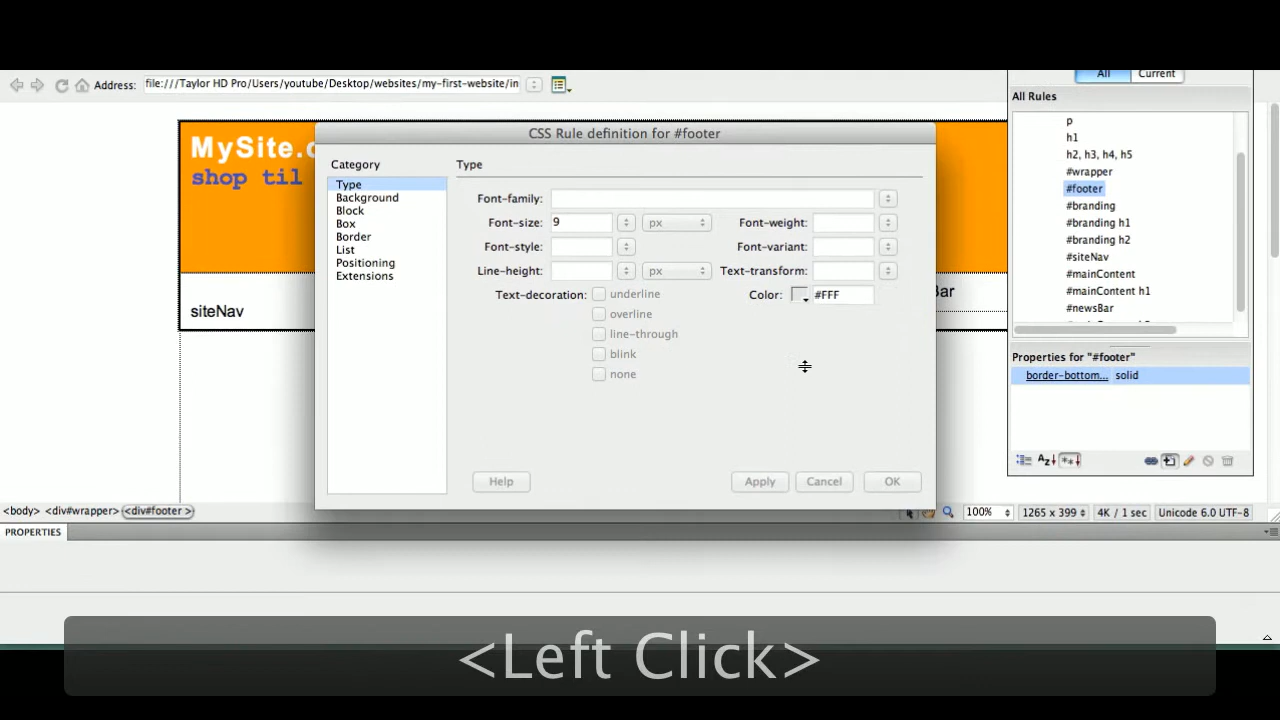 All Current
Address: file:///Taylor HD Pro/Users/youtube/Desktop/websites/my-first-website/in
All Rules
p
h1
h2, h3, h4, h5
#wrapper
#footer
#branding
#branding h1
#branding h2
#siteNav
#mainContent
#mainContent h1
#newsBar
Properties for "#footer"
border-bottom... solid
MySite.
shop til
siteNav
Bar
CSS Rule definition for #footer
Category
Type
Background
Block
Box
Border
List
Positioning
Extensions
Type
Font-family:
Font-size: 9 px Font-weight:
Font-style: Font-variant:
Line-height: px Text-transform:
Text-decoration: underline Color: #FFF
overline
line-through
blink
none
Help Apply Cancel OK
<body> <div#wrapper> <div#footer > 100% 1265 x 399 4K / 1 sec Unicode 6.0 UTF-8
PROPERTIES
<Left Click>